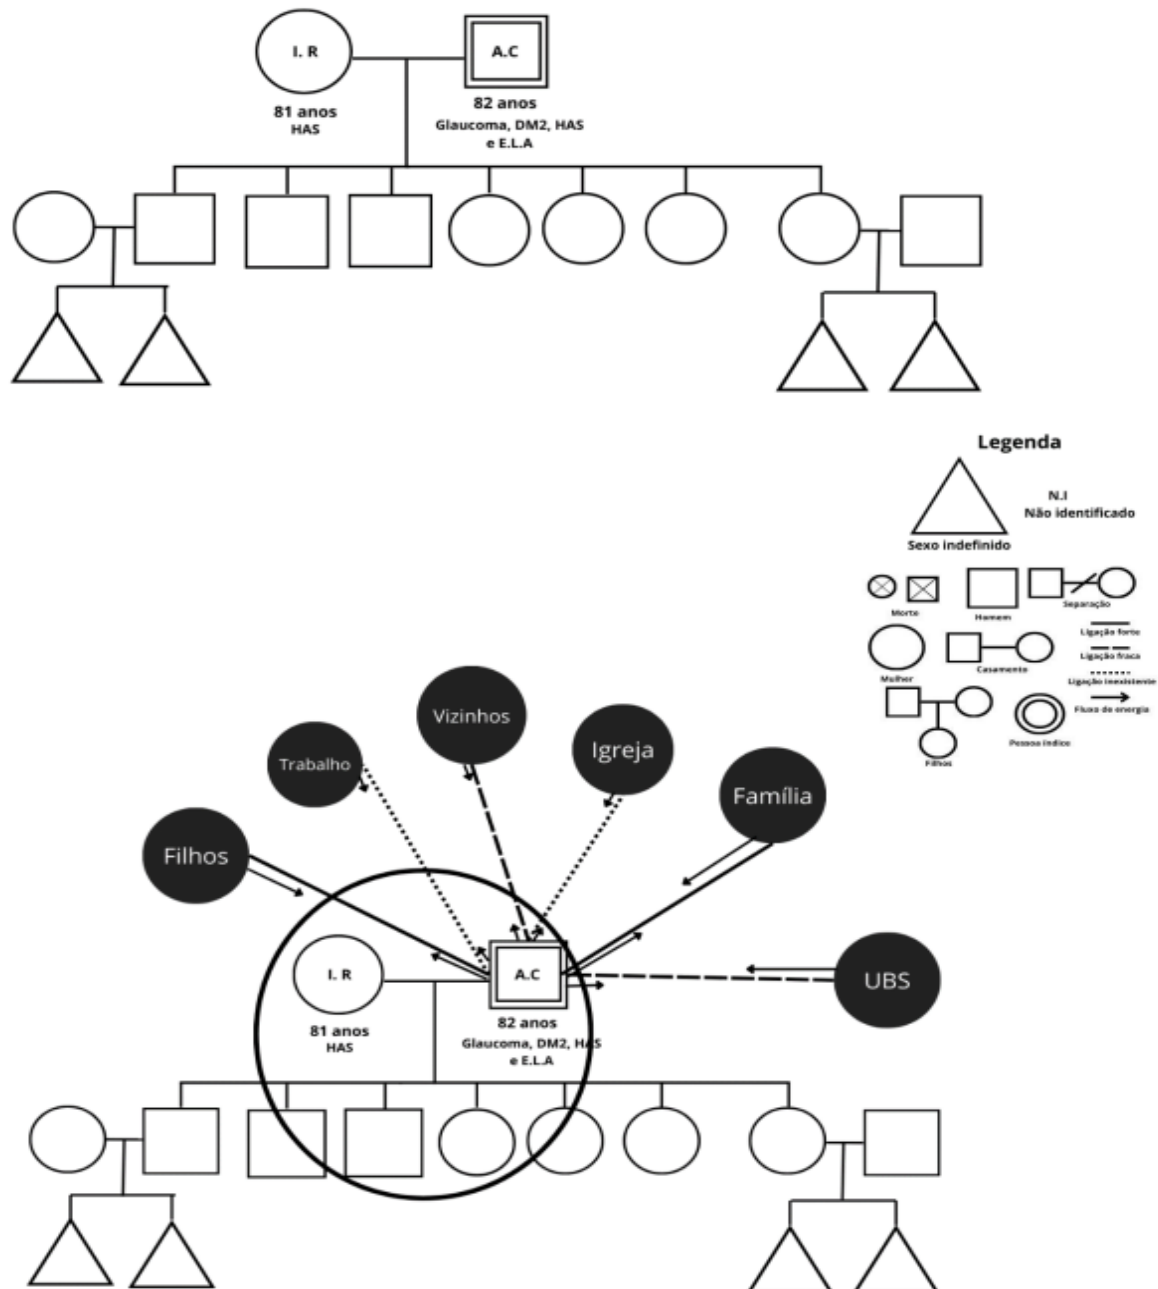 I. R
A.C
81 anos
HAS
82 anos
Glaucoma, DM2, HAS
e E.L.A
Legenda
N.I
Não identificado
Sexo indefinido
Morte
Homem
Separação
Ligação forte
Mulher
Casamento
Ligação fraca
Ligação inexistente
Fluxo de energia
Filhos
Pessoa índice
Vizinhos
Trabalho
Igreja
Família
Filhos
I. R
A.C
UBS
81 anos
HAS
82 anos
Glaucoma, DM2, HAS
e E.L.A